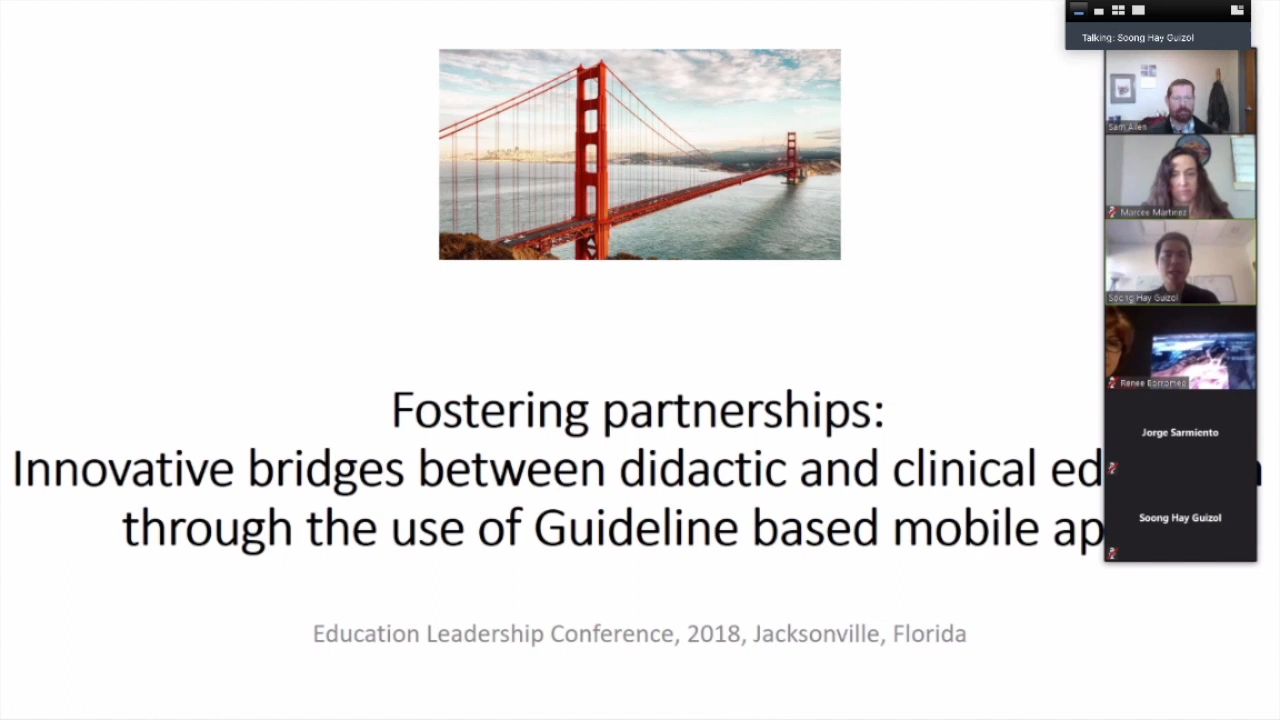 Talking: Soong Hay Guizol
Sam Allen
Marcee Martinez
Soong Hay Guizol
Renee Borromeo
Jorge Sarmiento
Soong Hay Guizol
Fostering partnerships:
Innovative bridges between didactic and clinical
through the use of Guideline based mobile
Education Leadership Conference, 2018, Jacksonville, Florida